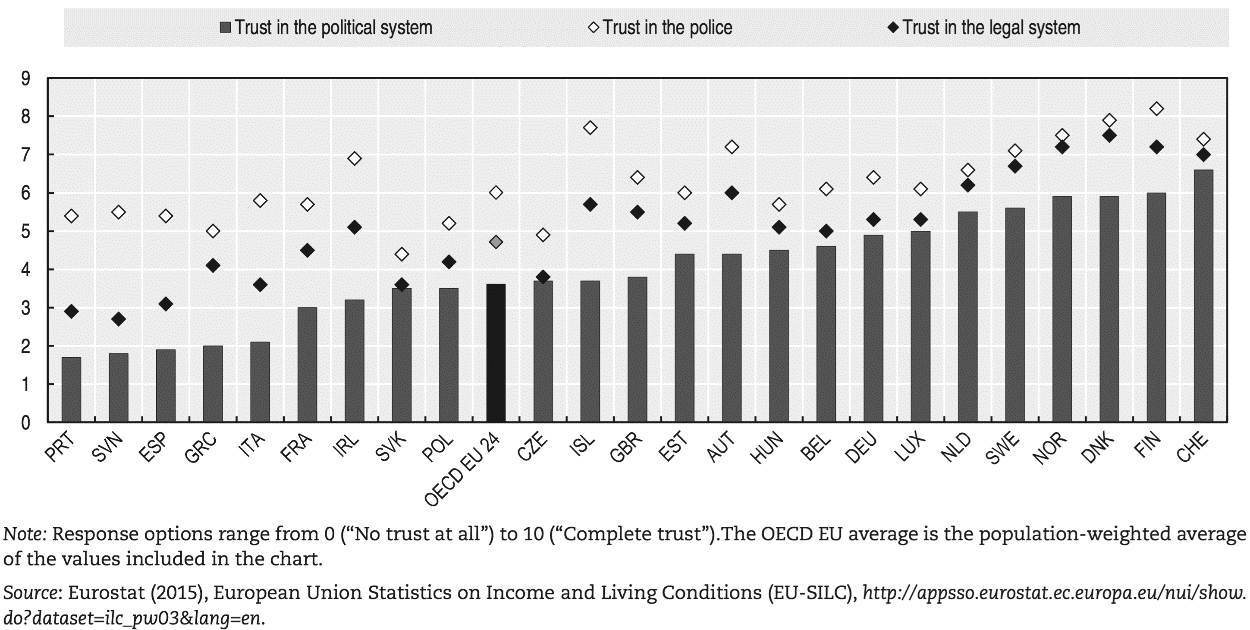 Trust in the political system Trust in the police Trust in the legal system
9
8
7
6
5
4
3
2
1
0
PRT SVN ESP GRC ITA FRA IRL SVK POL OECD EU 24 CZE ISL GBR EST AUT HUN BEL DEU LUX NLD SWE NOR DNK FIN CHE
Note: Response options range from 0 (“No trust at all”) to 10 (“Complete trust”).The OECD EU average is the population-weighted average
of the values included in the chart.
Source: Eurostat (2015), European Union Statistics on Income and Living Conditions (EU-SILC), http://appsso.eurostat.ec.europa.eu/nui/show.
do?dataset=ilc_pw03&lang=en.